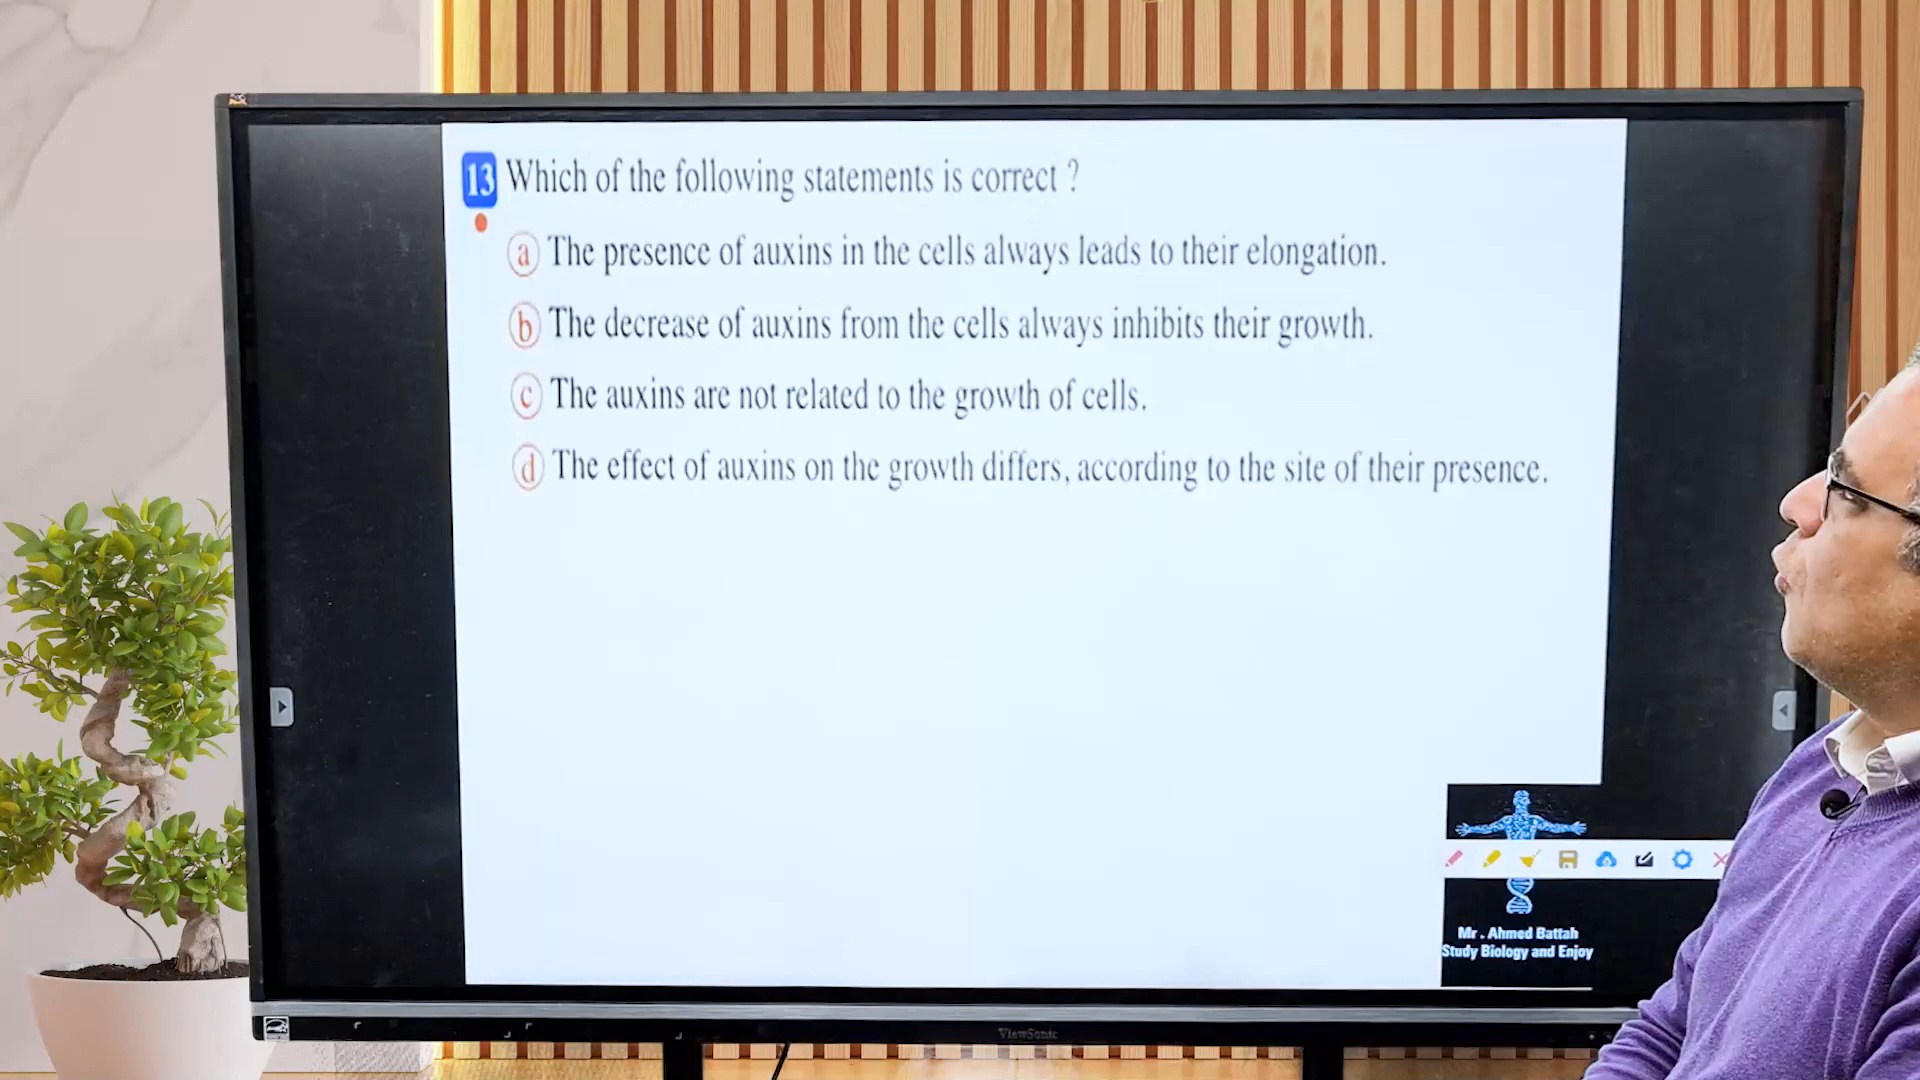 13 Which of the following statements is correct ?
a The presence of auxins in the cells always leads to their elongation.
b The decrease of auxins from the cells always inhibits their growth.
c The auxins are not related to the growth of cells.
d The effect of auxins on the growth differs, according to the site of their presence.
Mr . Ahmed Battah
Study Biology and Enjoy
ViewSonic